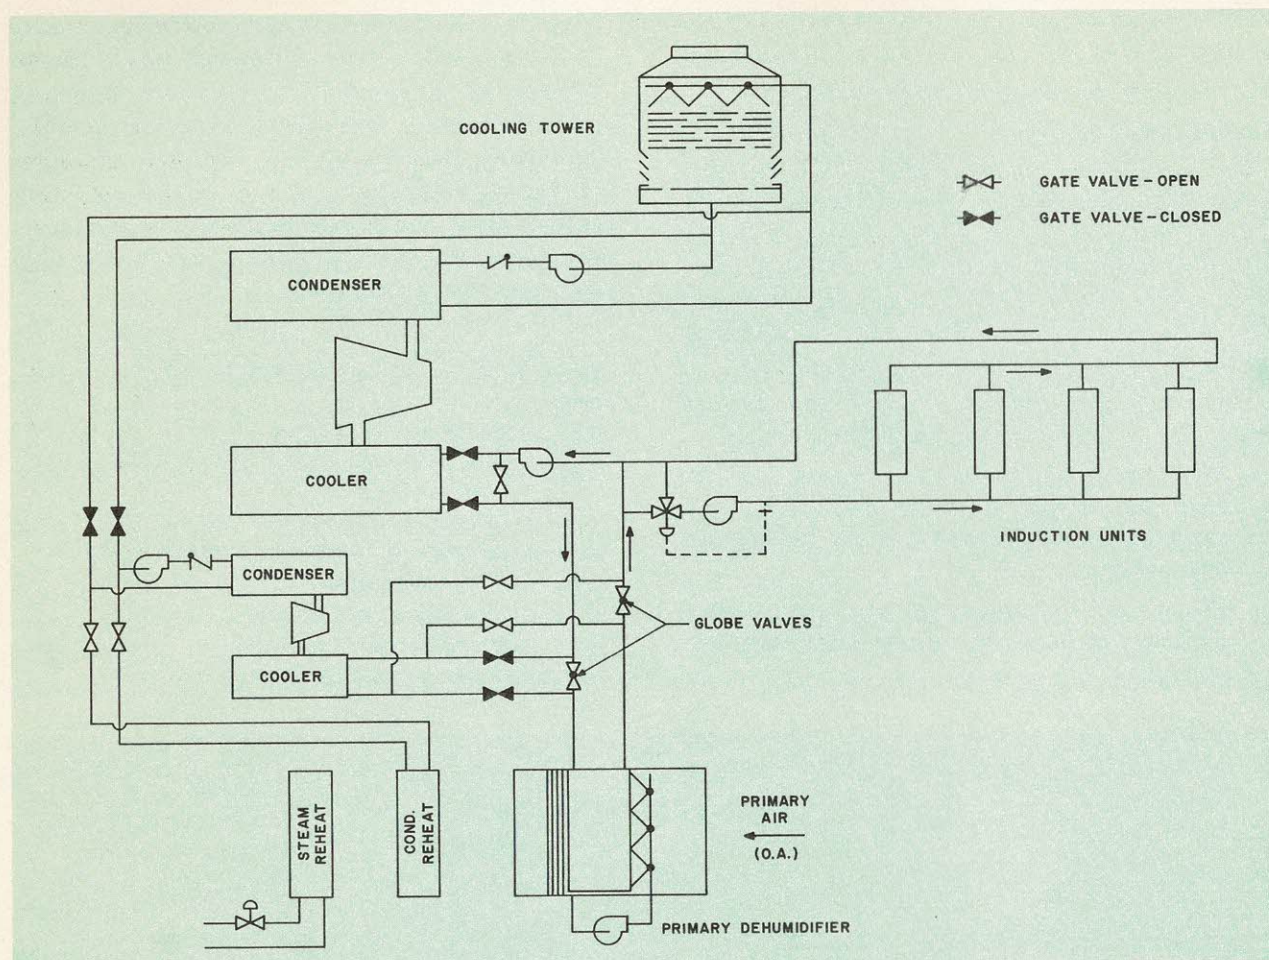 COOLING TOWER
GATE VALVE-OPEN
GATE VALVE-CLOSED
CONDENSER
COOLER
INDUCTION UNITS
CONDENSER
GLOBE VALVES
COOLER
STEAM
REHEAT
COND.
REHEAT
PRIMARY
AIR
(O.A.)
PRIMARY DEHUMIDIFIER